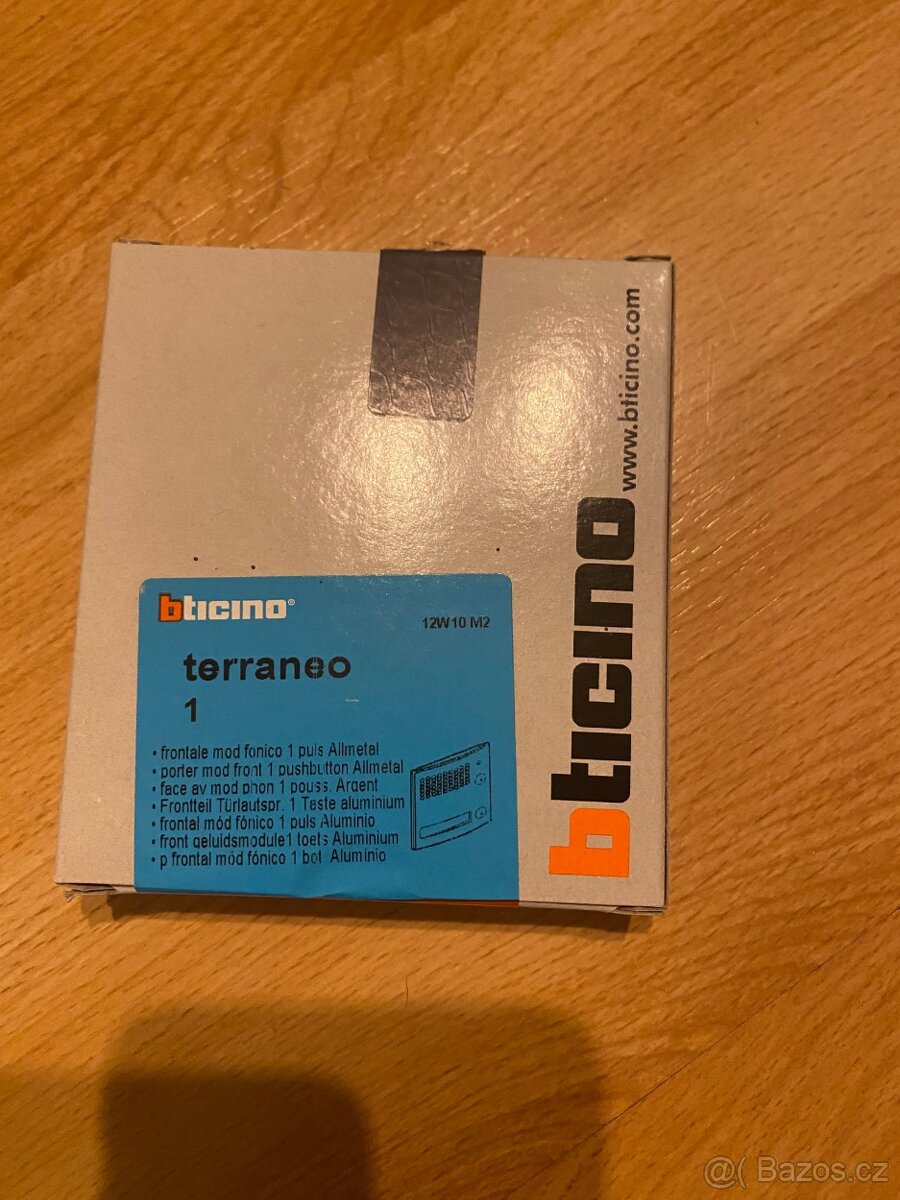 www.bticino.com
bticino
bticino®
12W10 M2
terraneo
1
• frontale mod fonico 1 puls Allmetal
• porter mod front 1 pushbutton Allmetal
• face av mod phon 1 pouss. Argent
• Frontteil Türlautspr. 1 Taste aluminium
• frontal mód fónico 1 puls Aluminio
• front geluidsmodule1 toets Aluminium
• p frontal mód fónico 1 bot Alumínio
@( Bazos.cz